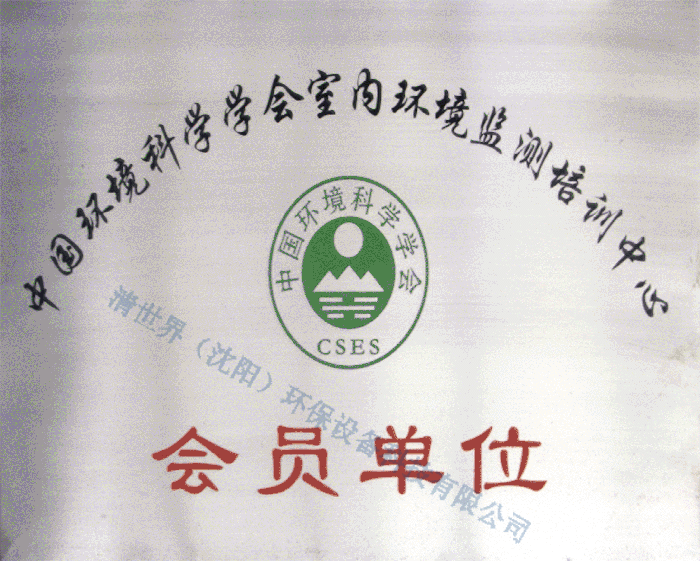 中国环境科学学会室内环境监测培训中心
中国环境科学学会
CSES
会员单位
清世界（沈阳）环保设备科技有限公司